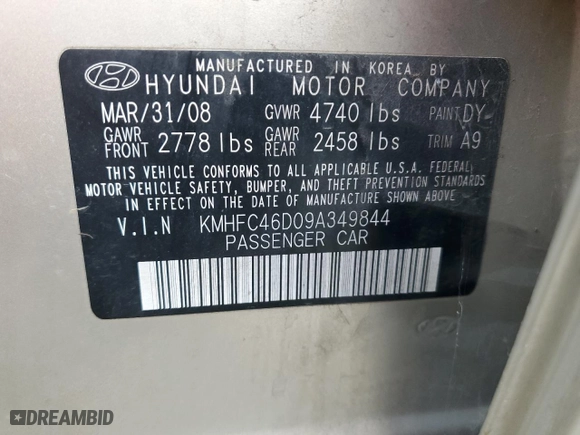 MANUFACTURED IN KOREA BY
HYUNDAI MOTOR COMPANY
MAR/31/08 GVWR 4740 lbs PAINT DY
GAWR FRONT 2778 lbs GAWR REAR 2458 lbs TRIM A9
THIS VEHICLE CONFORMS TO ALL APPLICABLE U.S.A. FEDERAL
MOTOR VEHICLE SAFETY, BUMPER, AND THEFT PREVENTION STANDARDS
IN EFFECT ON THE DATE OF MANUFACTURE SHOWN ABOVE.
V.I.N KMHFC46D09A349844
PASSENGER CAR
DREAMBID